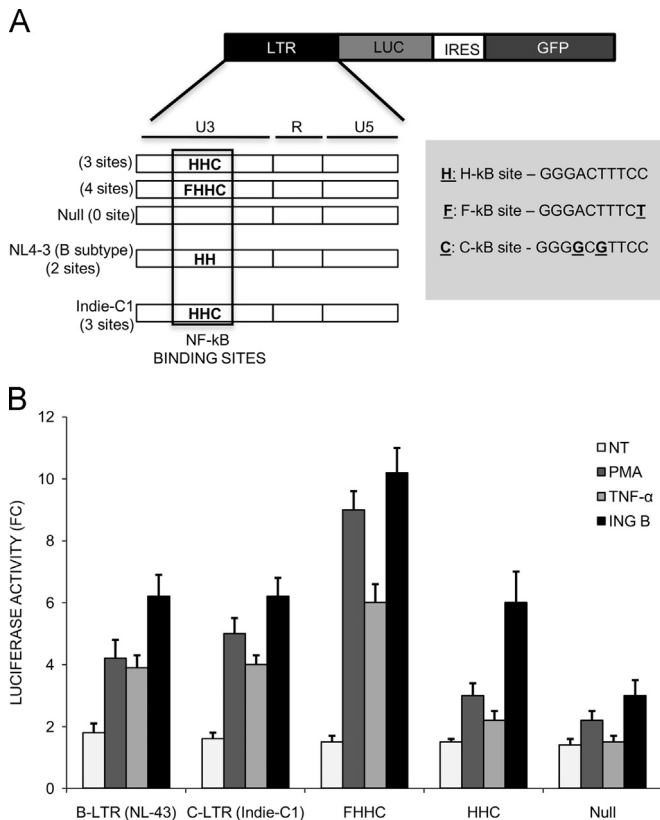 A
LTR LUC IRES GFP
U3 R U5
(3 sites) HHC
(4 sites) FHHC
Null (0 site)
NL4-3 (B subtype) HH
(2 sites)
Indie-C1 HHC
(3 sites)
NF-kB
BINDING SITES
H: H-kB site – GGGACTTTCC
F: F-kB site – GGGACTTTCT
C: C-kB site - GGGGCGTTCC
B
LUCIFERASE ACTIVITY (FC)
12
10
8
6
4
2
0
NT
PMA
TNF-α
ING B
B-LTR (NL-43) C-LTR (Indie-C1) FHHC HHC Null